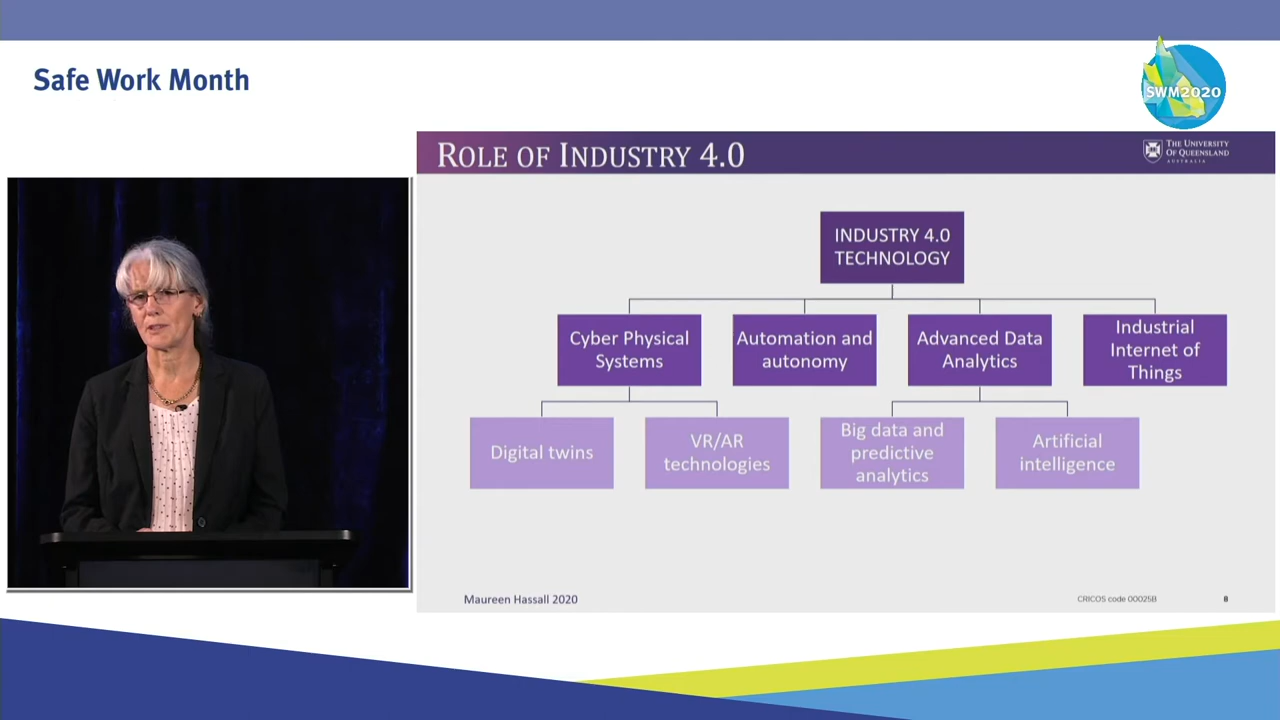 Safe Work Month
SWM2020
ROLE OF INDUSTRY 4.0
THE UNIVERSITY
OF QUEENSLAND
AUSTRALIA
INDUSTRY 4.0
TECHNOLOGY
Cyber Physical
Systems
Automation and
autonomy
Advanced Data
Analytics
Industrial
Internet of
Things
Digital twins
VR/AR
technologies
Big data and
predictive
analytics
Artificial
intelligence
Maureen Hassall 2020
CRICOS code 00025B
8